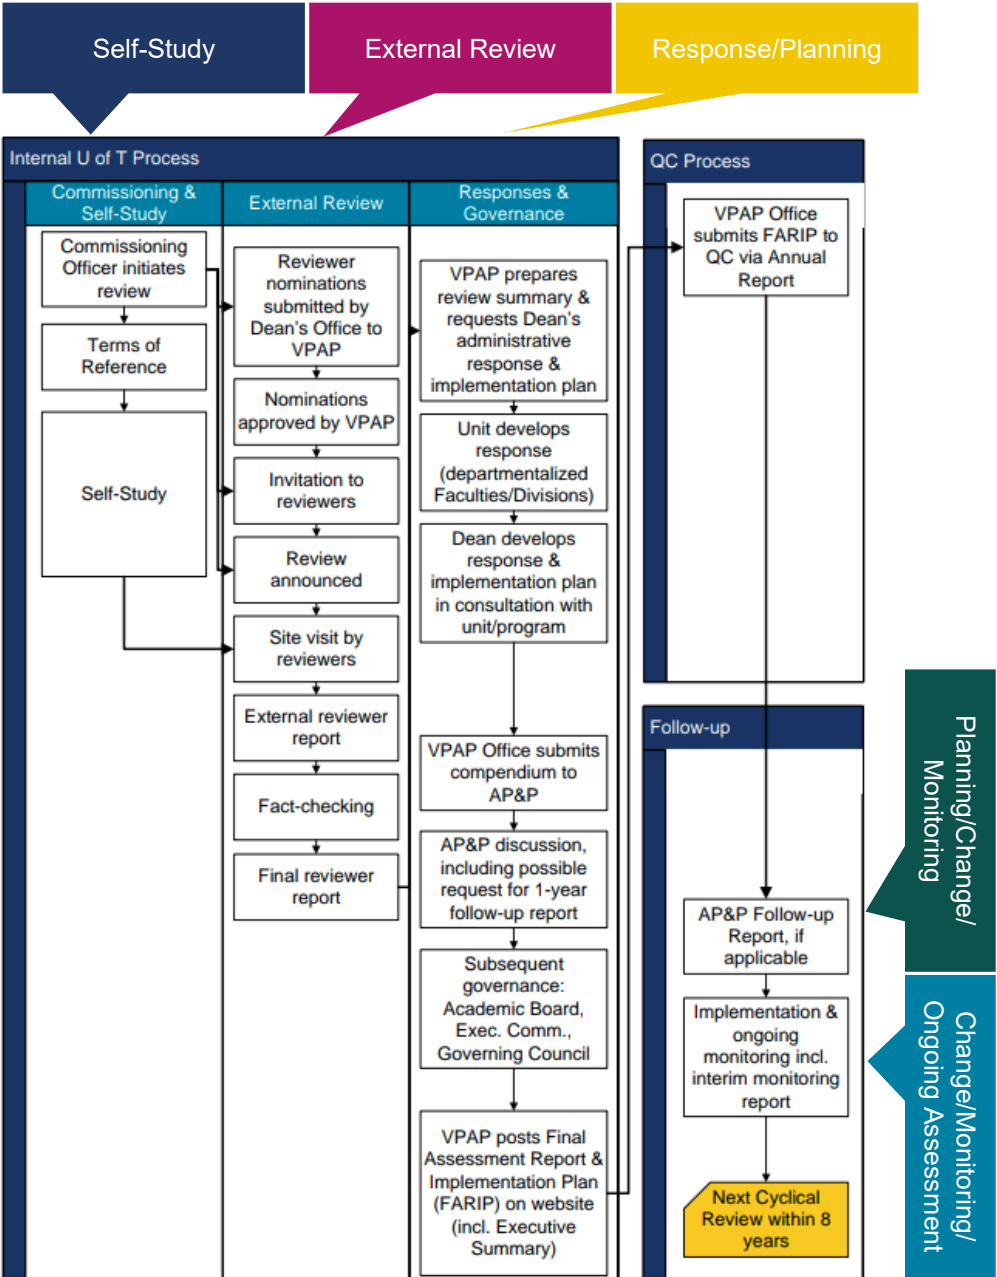 Self-Study
External Review
Response/Planning
Internal U of T Process
Commissioning &
Self-Study
Commissioning
Officer initiates
review
Terms of
Reference
Self-Study
External Review
Reviewer
nominations
submitted by
Dean's Office to
VPAP
Nominations
approved by VPAP
Invitation to
reviewers
Review
announced
Site visit by
reviewers
External reviewer
report
Fact-checking
Final reviewer
report
Responses &
Governance
VPAP prepares
review summary &
requests Dean's
administrative
response &
implementation plan
Unit develops
response
(departmentalized
Faculties/Divisions)
Dean develops
response &
implementation plan
in consultation with
unit/program
VPAP Office submits
compendium to
AP&P
AP&P discussion,
including possible
request for 1-year
follow-up report
Subsequent
governance:
Academic Board,
Exec. Comm.,
Governing Council
VPAP posts Final
Assessment Report &
Implementation Plan
(FARIP) on website
(incl. Executive
Summary)
QC Process
VPAP Office
submits FARIP to
QC via Annual
Report
Follow-up
AP&P Follow-up
Report, if
applicable
Implementation &
ongoing
monitoring incl.
interim monitoring
report
Next Cyclical
Review within 8
years
Planning/Change/
Monitoring
Change/Monitoring/
Ongoing Assessment